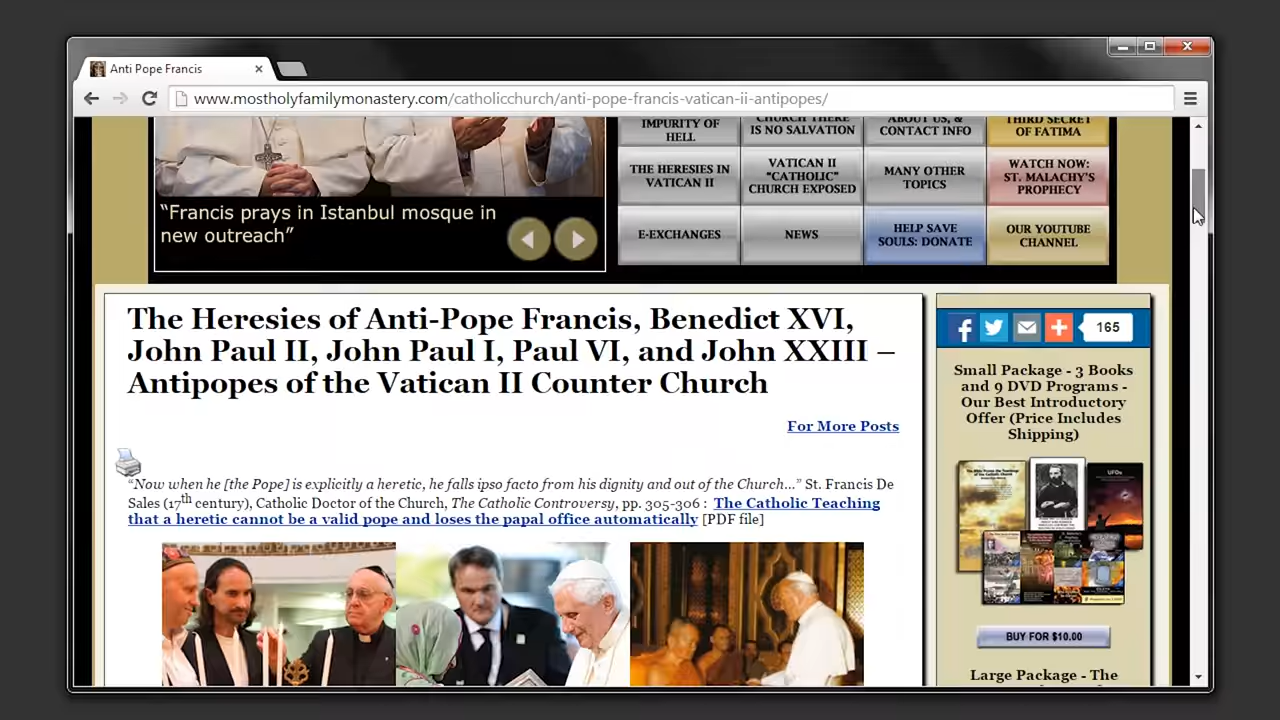 Anti Pope Francis
www.mostholyfamilymonastery.com/catholicchurch/anti-pope-francis-vatican-ii-antipopes/
IMPURITY OF
HELL
CHURCH THERE
IS NO SALVATION
ABOUT US, &
CONTACT INFO
THIRD SECRET
OF FATIMA
THE HERESIES IN
VATICAN II
VATICAN II
"CATHOLIC"
CHURCH EXPOSED
MANY OTHER
TOPICS
WATCH NOW:
ST. MALACHY'S
PROPHECY
E-EXCHANGES
NEWS
HELP SAVE
SOULS: DONATE
OUR YOUTUBE
CHANNEL
“Francis prays in Istanbul mosque in
new outreach”
The Heresies of Anti-Pope Francis, Benedict XVI,
John Paul II, John Paul I, Paul VI, and John XXIII –
Antipopes of the Vatican II Counter Church
For More Posts
“Now when he [the Pope] is explicitly a heretic, he falls ipso facto from his dignity and out of the Church…” St. Francis De
Sales (17th century), Catholic Doctor of the Church, The Catholic Controversy, pp. 305-306 : The Catholic Teaching
that a heretic cannot be a valid pope and loses the papal office automatically [PDF file]
165
Small Package - 3 Books
and 9 DVD Programs -
Our Best Introductory
Offer (Price Includes
Shipping)
UFOs
BUY FOR $10.00
Large Package - The